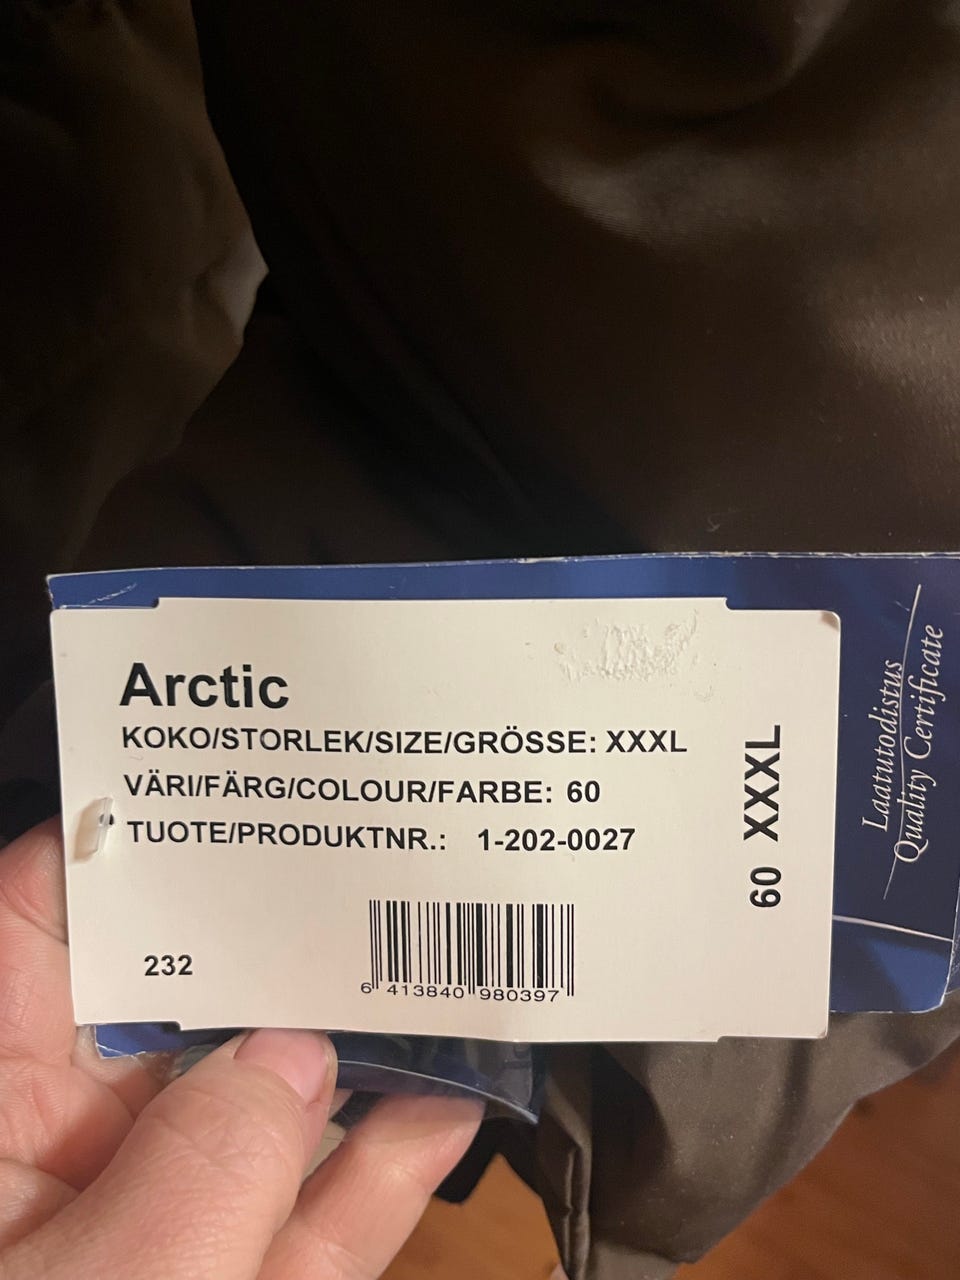 Arctic
KOKO/STORLEK/SIZE/GRÖSSE: XXXL
VÄRI/FÄRG/COLOUR/FARBE: 60
TUOTE/PRODUKTNR.: 1-202-0027
232
6 413840 980397
60 XXXL
Laatutodistus
Quality Certificate